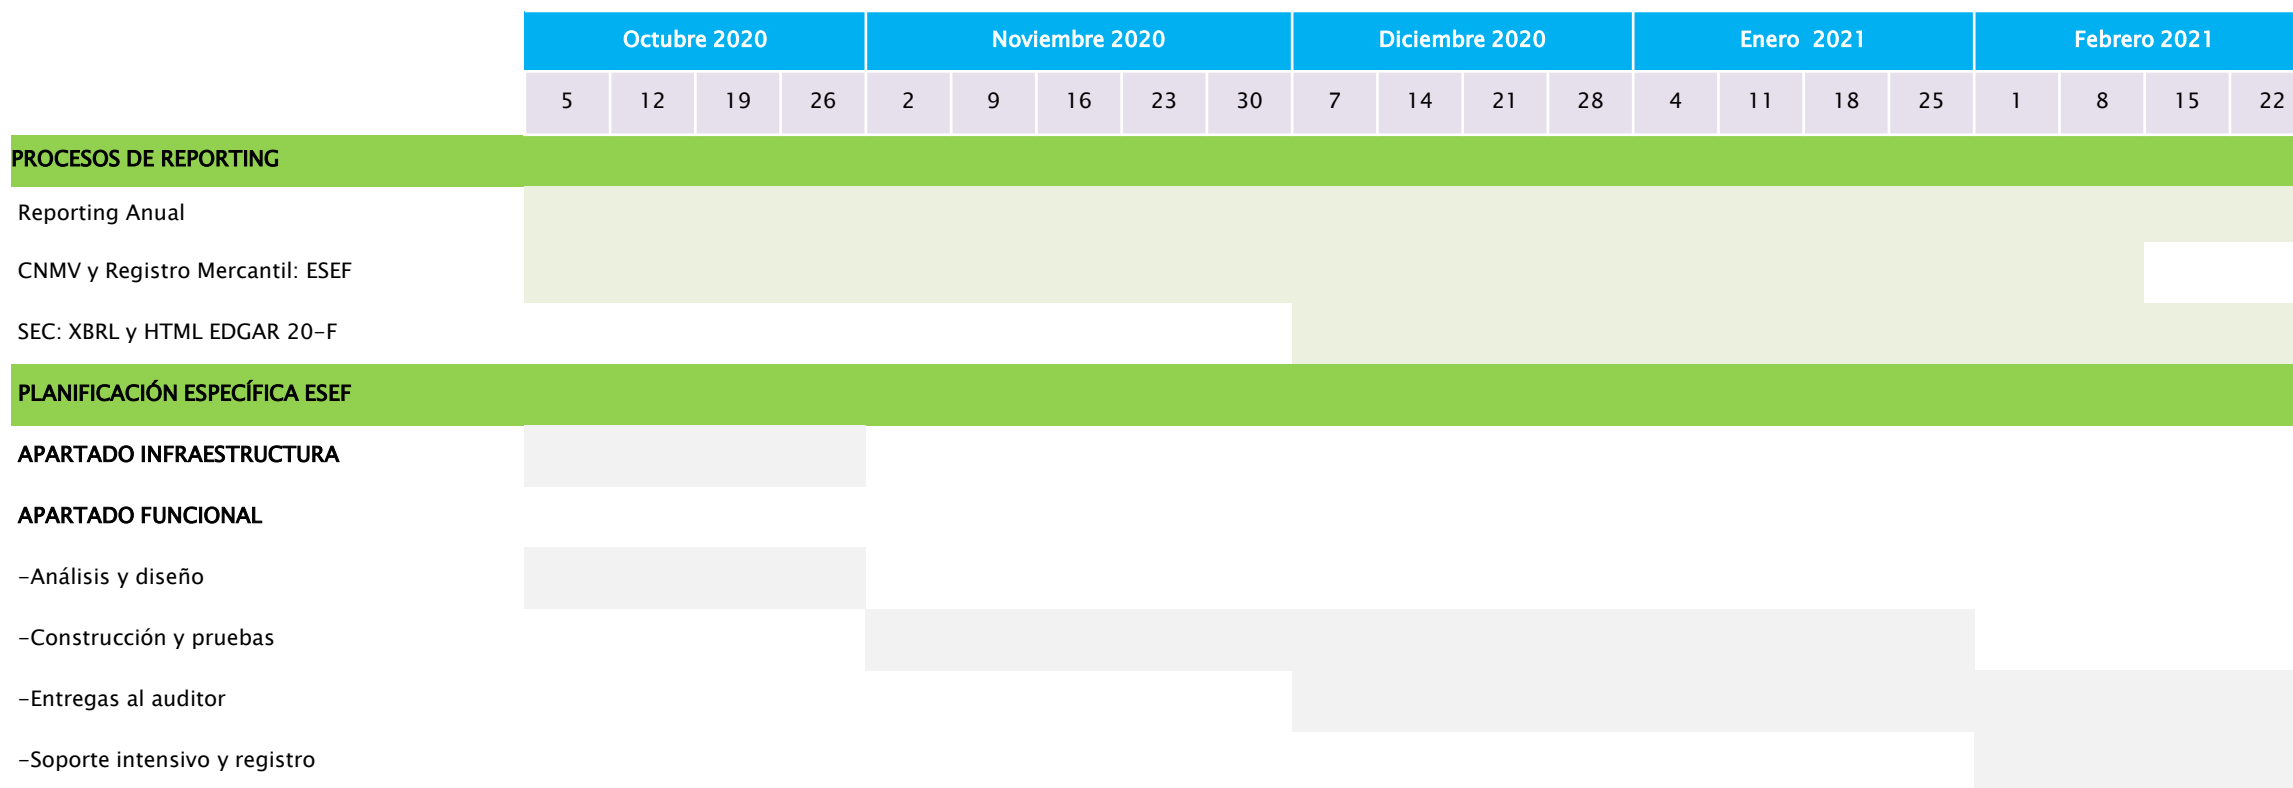 Octubre 2020 Noviembre 2020 Diciembre 2020 Enero 2021 Febrero 2021
5 12 19 26 2 9 16 23 30 7 14 21 28 4 11 18 25 1 8 15 22
PROCESOS DE REPORTING
Reporting Anual
CNMV y Registro Mercantil: ESEF
SEC: XBRL y HTML EDGAR 20-F
PLANIFICACIÓN ESPECÍFICA ESEF
APARTADO INFRAESTRUCTURA
APARTADO FUNCIONAL
-Análisis y diseño
-Construcción y pruebas
-Entregas al auditor
-Soporte intensivo y registro